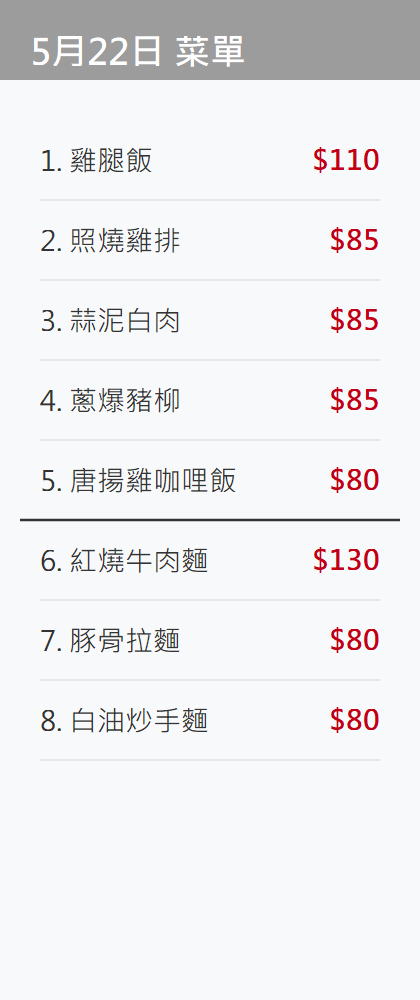 5月22日 菜單
1. 雞腿飯 $110
2. 照燒雞排 $85
3. 蒜泥白肉 $85
4. 蔥爆豬柳 $85
5. 唐揚雞咖哩飯 $80
6. 紅燒牛肉麵 $130
7. 豚骨拉麵 $80
8. 白油炒手麵 $80